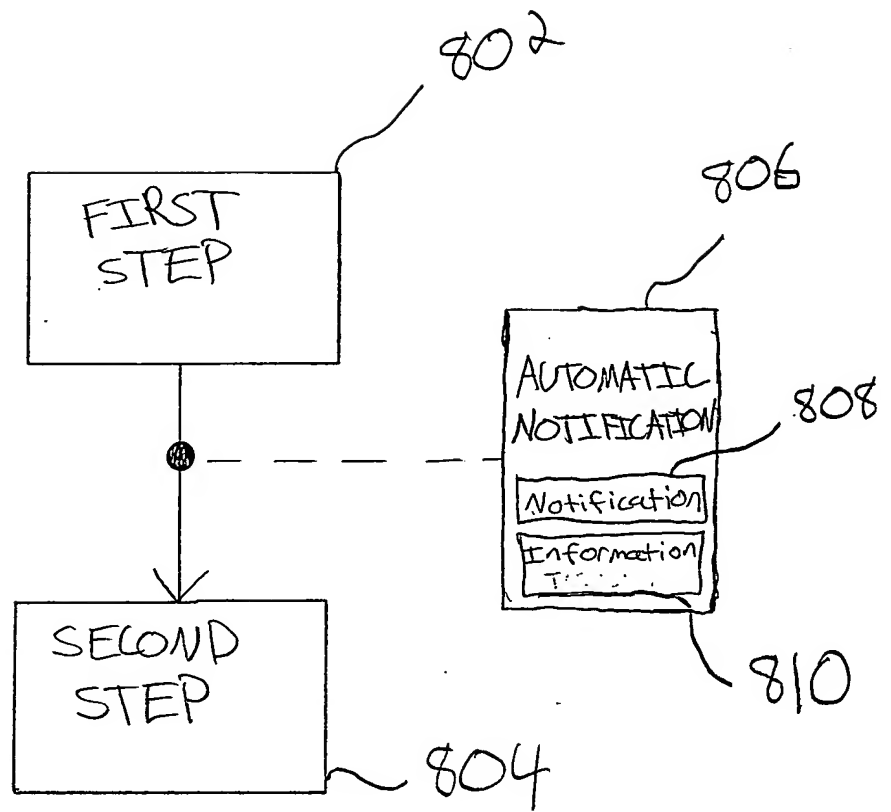 802
FIRST
STEP
806
AUTOMATIC
NOTIFICATION
808
Notification
Information
810
SECOND
STEP
804